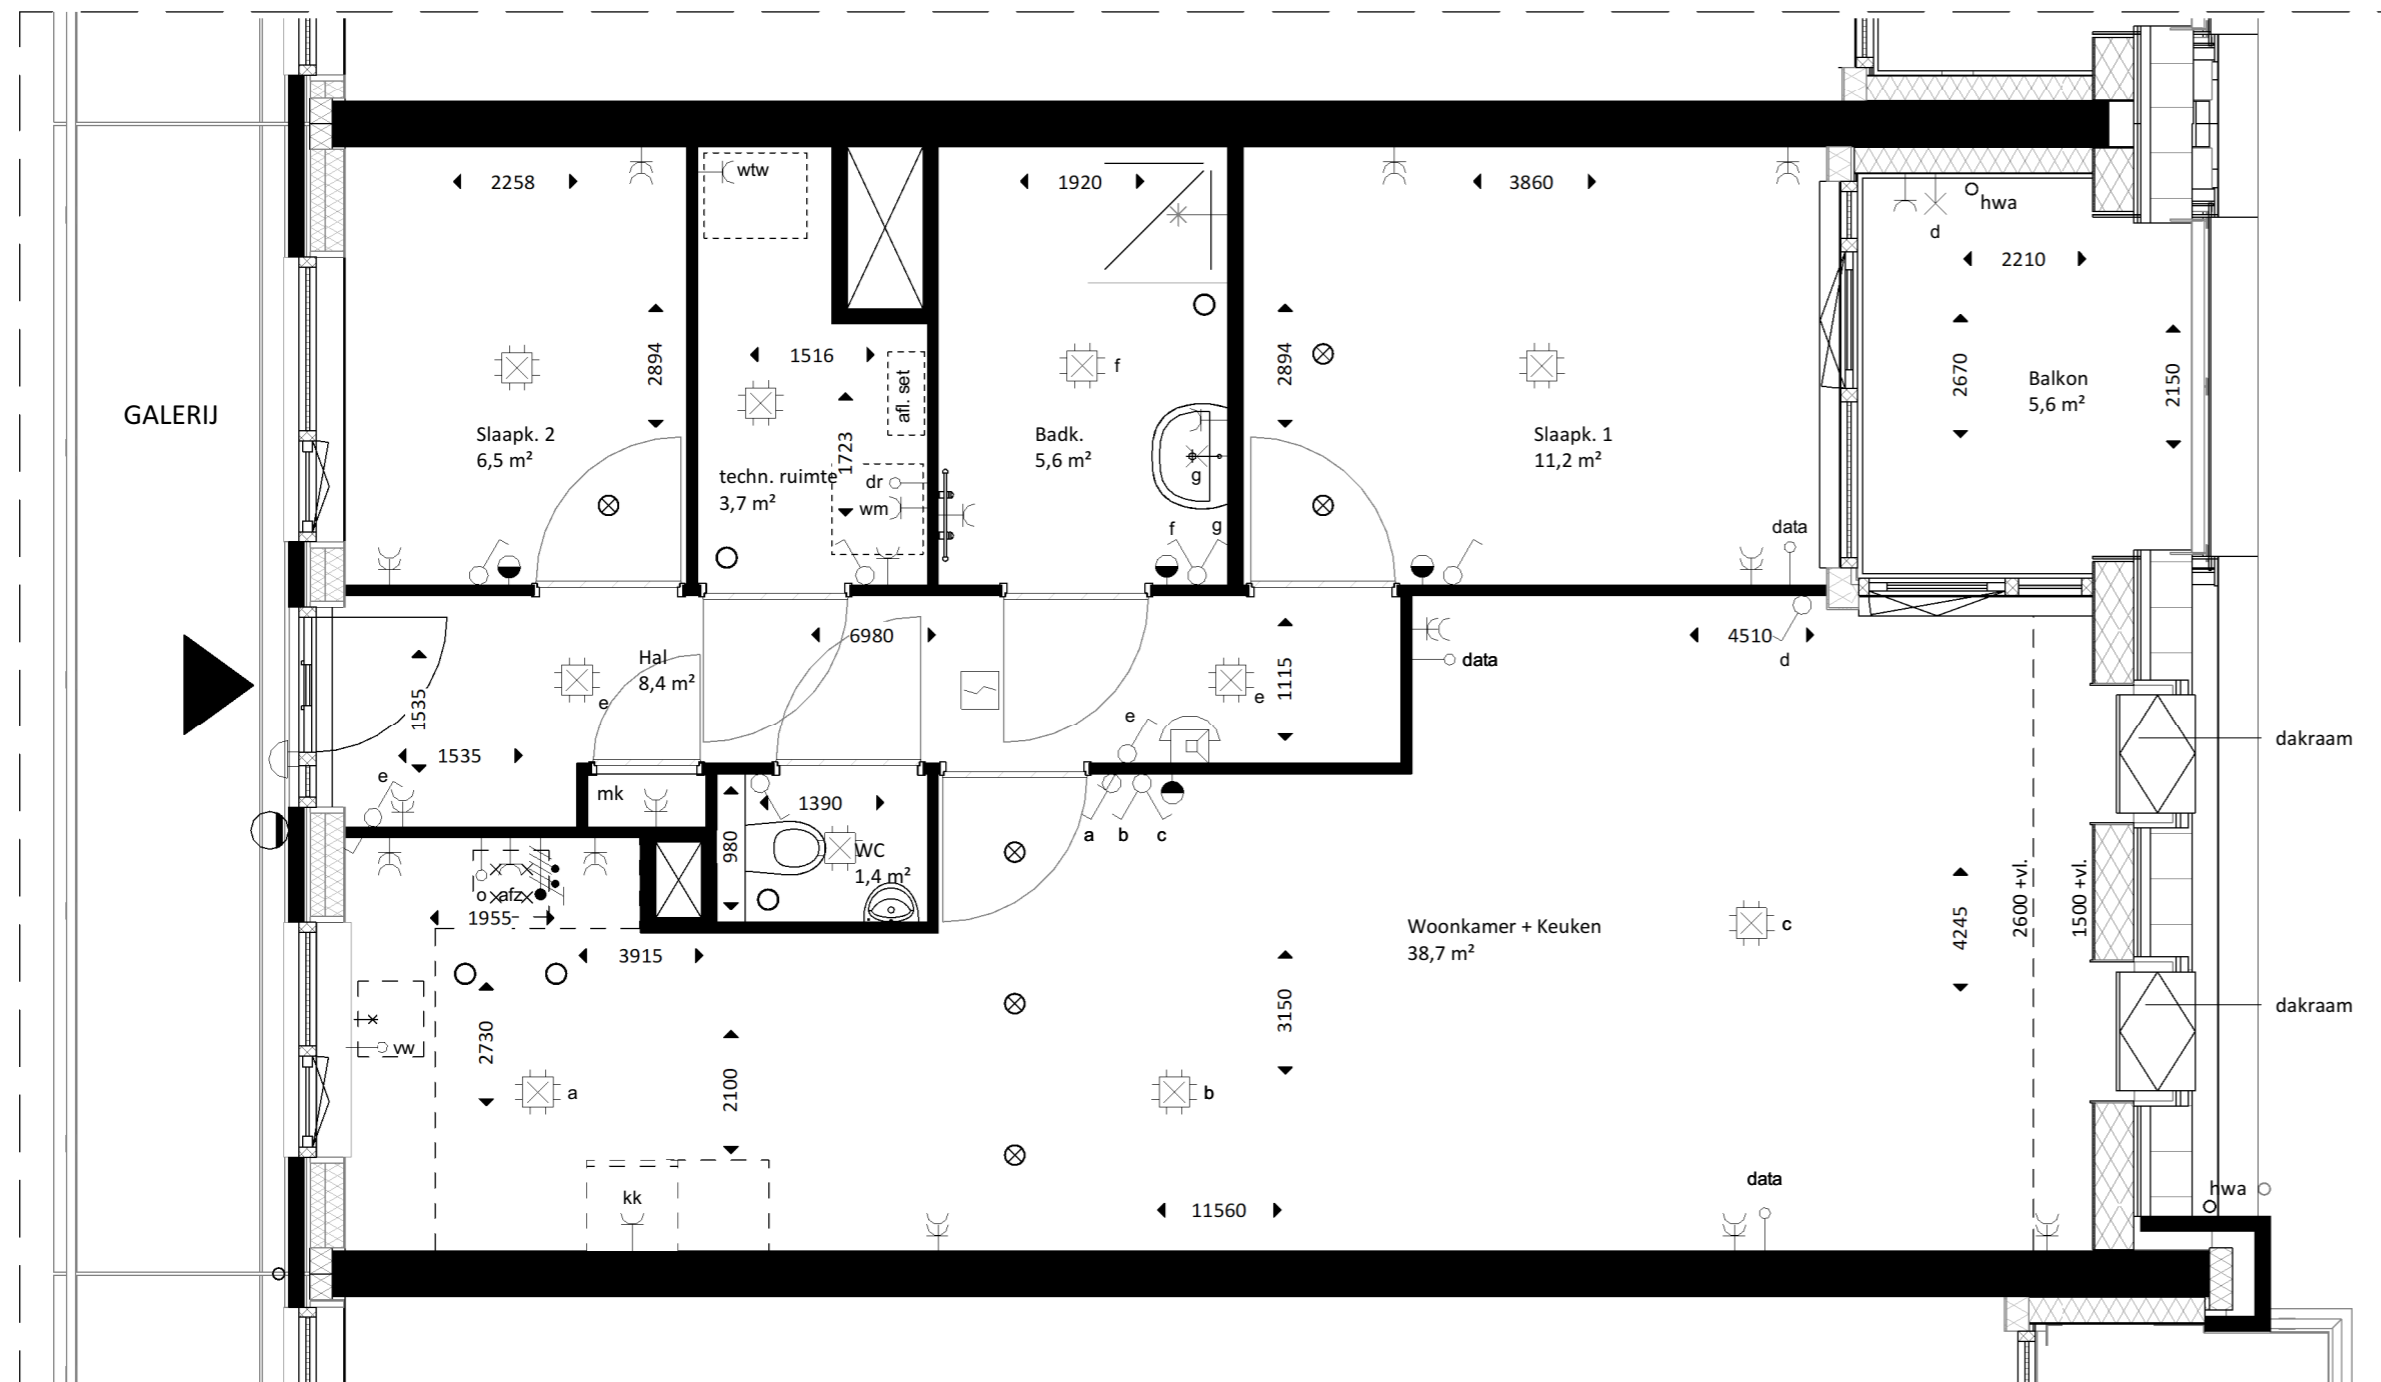 wtw
2258
1920
3860
hwa
d
2210
2894
1516
2894
2670
2150
f
Balkon
5,6 m²
afl. set
GALERIJ
Slaapk. 2
6,5 m²
1723
Badk.
5,6 m²
Slaapk. 1
11,2 m²
techn. ruimte
3,7 m²
dr
wm
g
f
g
data
6980
4510
d
Hal
8,4 m²
data
1115
e
e
1535
e
1535
dakraam
e
mk
1390
a
b
c
980
WC
1,4 m²
o
afz
1955
2600 +vl.
1500 +vl.
4245
Woonkamer + Keuken
38,7 m²
c
3915
3150
dakraam
vw
2730
2100
a
b
data
kk
hwa
11560